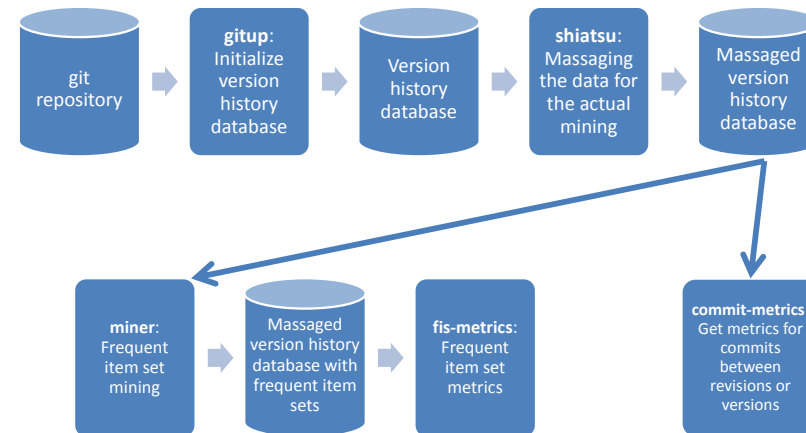 git
repository
gitup:
Initialize
version
history
database
Version
history
database
shiatsu:
Massaging
the data for
the actual
mining
Massaged
version
history
database
miner:
Frequent
item set
mining
Massaged
version history
database with
frequent item
sets
fis-metrics:
Frequent
item set
metrics
commit-metrics
Get metrics for
commits
between
revisions or
versions